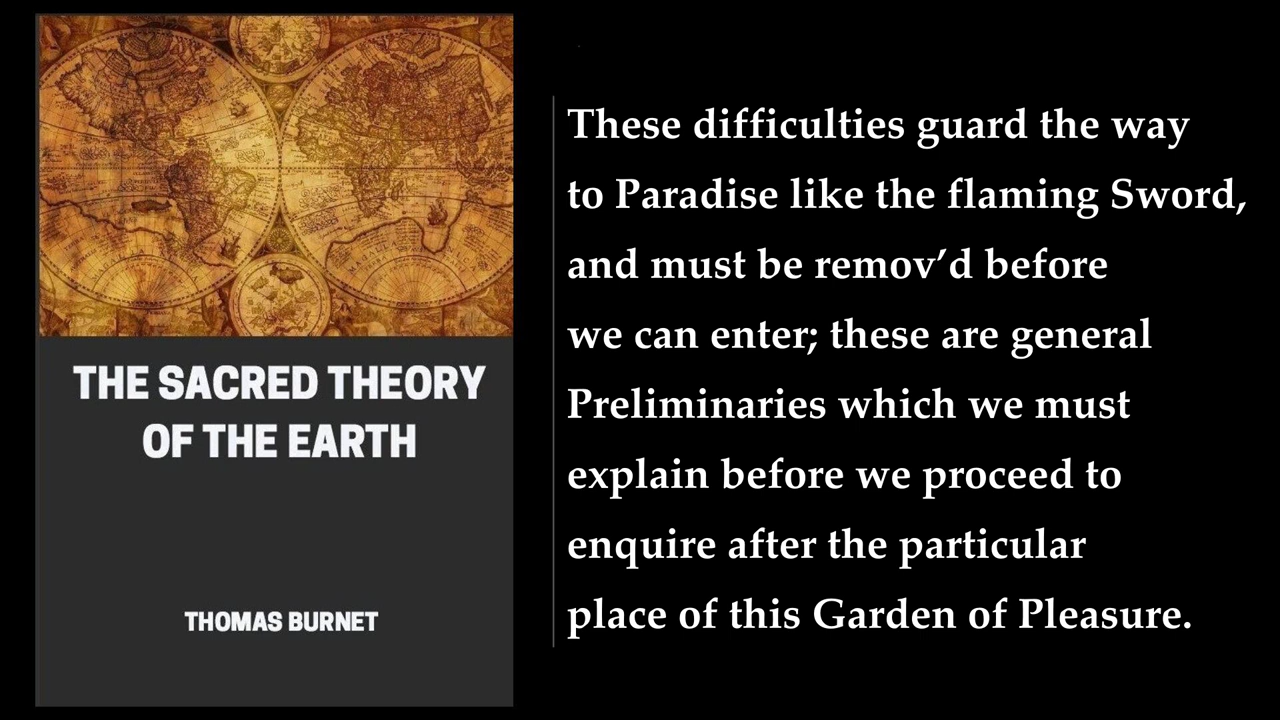 THE SACRED THEORY
OF THE EARTH
THOMAS BURNET
These difficulties guard the way
to Paradise like the flaming Sword,
and must be remov’d before
we can enter; these are general
Preliminaries which we must
explain before we proceed to
enquire after the particular
place of this Garden of Pleasure.